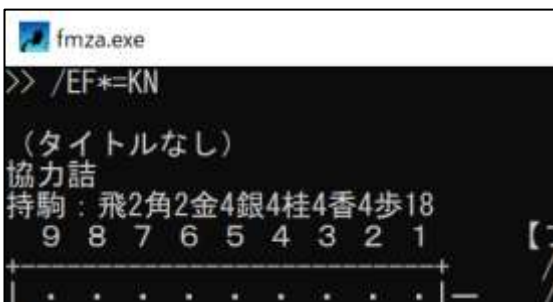 fmza.exe
>> /EF*=KN
（タイトルなし）
協力詰
持駒：飛2角2金4銀4桂4香4歩18
９ ８ ７ ６ ５ ４ ３ ２ １ 【
+---------------------------+ /
| ・ ・ ・ ・ ・ ・ ・ ・ ・|一